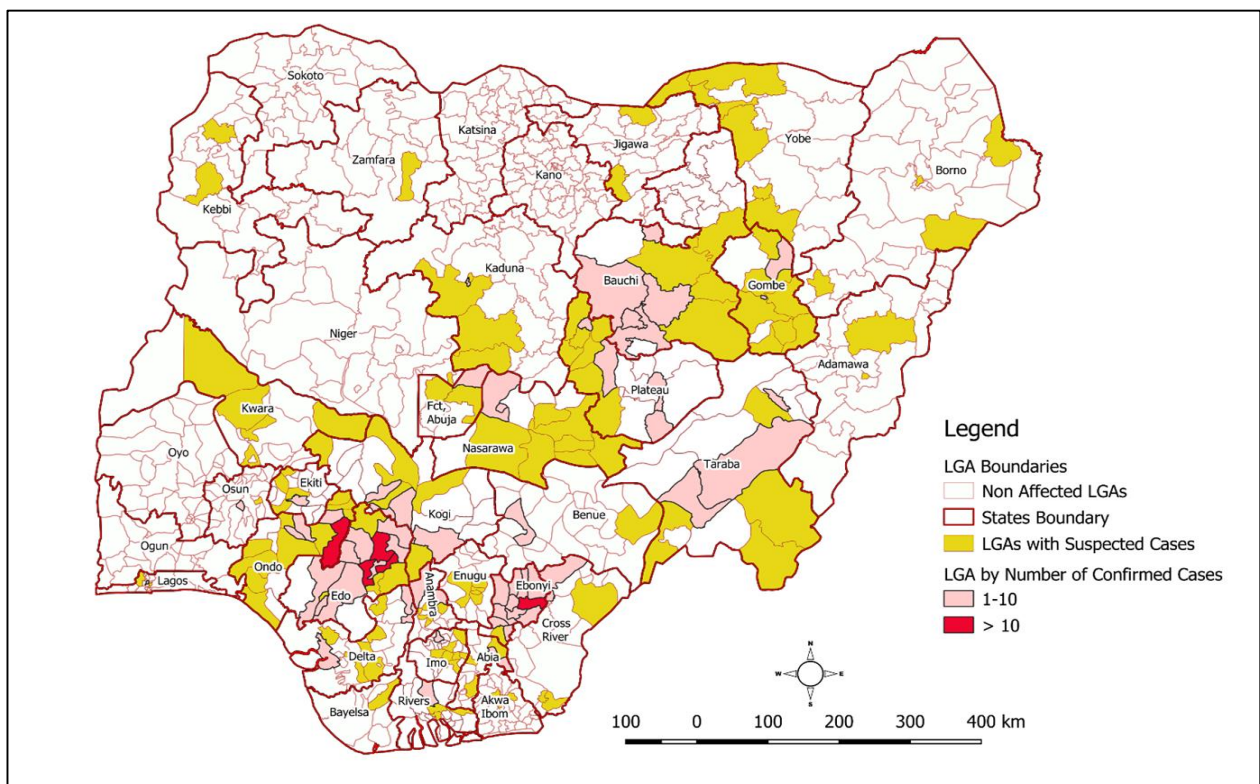 Sokoto
Katsina
Jigawa
Yobe
Zamfara
Kano
Borno
Kebbi
Kaduna
Bauchi
Gombe
Niger
Adamawa
Plateau
Fct,
Abuja
Kwara
Nasarawa
Oyo
Taraba
Ekiti
Osun
Kogi
Benue
Ogun
Ondo
Enugu
Ebonyi
Lagos
Edo
Anambra
Cross
River
Delta
Imo
Abia
Bayelsa
Rivers
Akwa
Ibom
Legend
LGA Boundaries
Non Affected LGAs
States Boundary
LGAs with Suspected Cases
LGA by Number of Confirmed Cases
1-10
> 10
N
W E
S
100 0 100 200 300 400 km